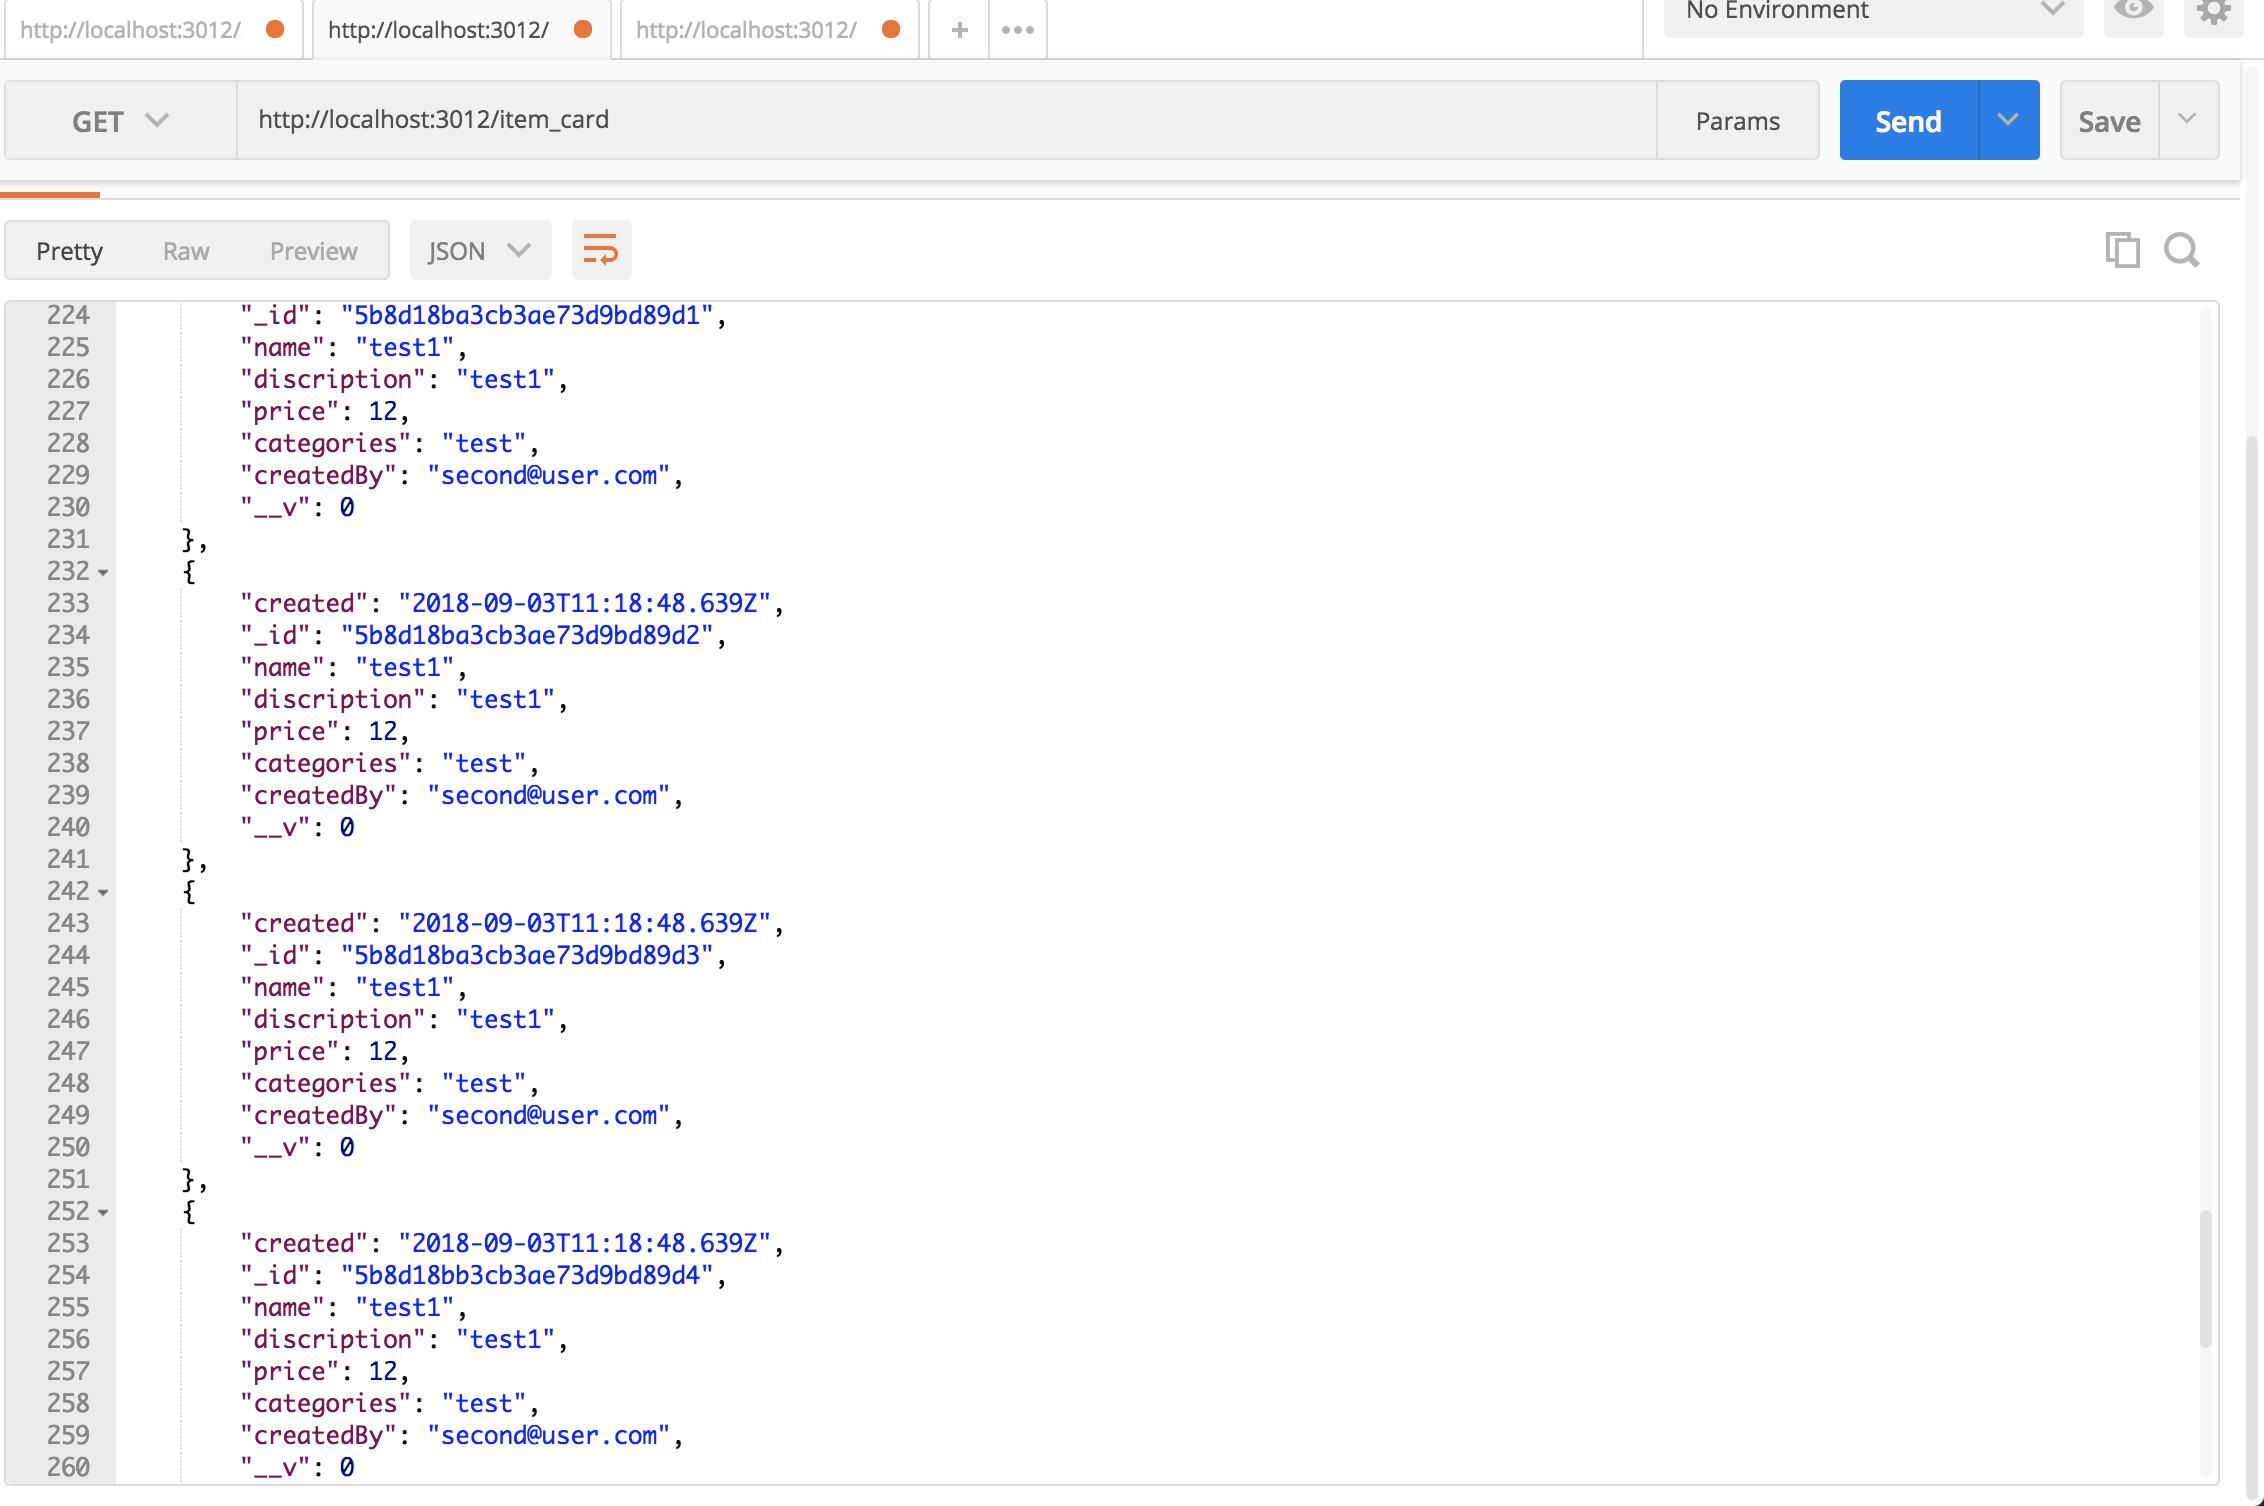 http://localhost:3012/ http://localhost:3012/ http://localhost:3012/ + ••• No Environment
GET http://localhost:3012/item_card Params Send Save
Pretty Raw Preview JSON
224 "_id": "5b8d18ba3cb3ae73d9bd89d1",
225 "name": "test1",
226 "discription": "test1",
227 "price": 12,
228 "categories": "test",
229 "createdBy": "second@user.com",
230 "__v": 0
231 },
232 {
233 "created": "2018-09-03T11:18:48.639Z",
234 "_id": "5b8d18ba3cb3ae73d9bd89d2",
235 "name": "test1",
236 "discription": "test1",
237 "price": 12,
238 "categories": "test",
239 "createdBy": "second@user.com",
240 "__v": 0
241 },
242 {
243 "created": "2018-09-03T11:18:48.639Z",
244 "_id": "5b8d18ba3cb3ae73d9bd89d3",
245 "name": "test1",
246 "discription": "test1",
247 "price": 12,
248 "categories": "test",
249 "createdBy": "second@user.com",
250 "__v": 0
251 },
252 {
253 "created": "2018-09-03T11:18:48.639Z",
254 "_id": "5b8d18bb3cb3ae73d9bd89d4",
255 "name": "test1",
256 "discription": "test1",
257 "price": 12,
258 "categories": "test",
259 "createdBy": "second@user.com",
260 "__v": 0